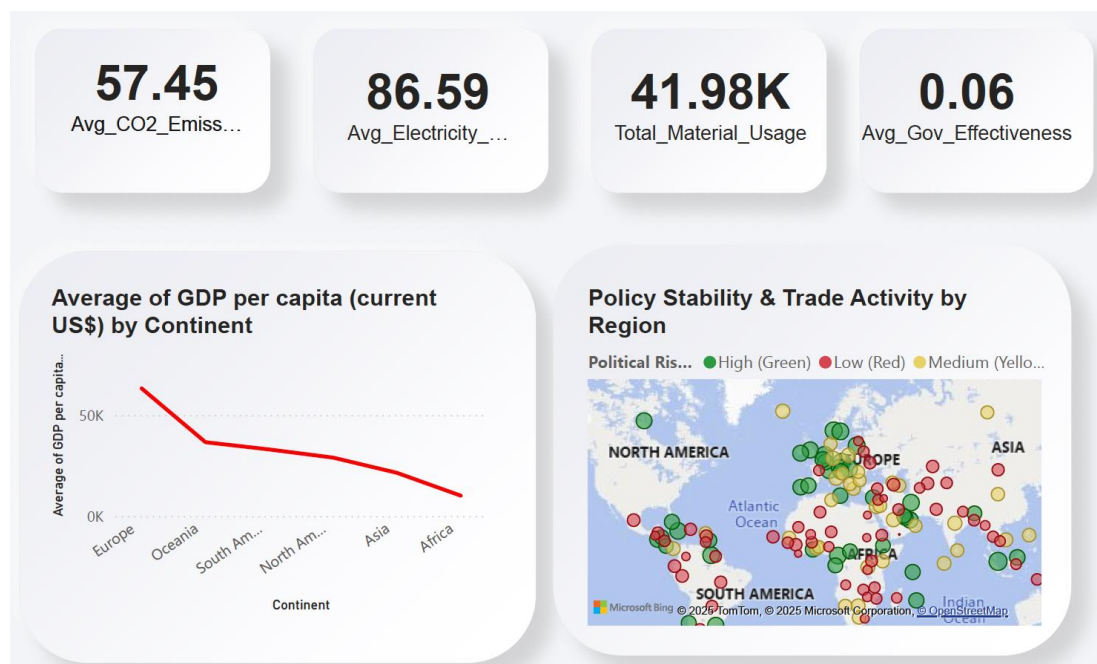 57.45
Avg_CO2_Emiss...
86.59
Avg_Electricity_...
41.98K
Total_Material_Usage
0.06
Avg_Gov_Effectiveness
Average of GDP per capita (current
US$) by Continent
Average of GDP per capita...
50K
0K
Europe
Oceania
South Am...
North Am...
Asia
Africa
Continent
Policy Stability & Trade Activity by
Region
Political Ris... High (Green) Low (Red) Medium (Yello...
NORTH AMERICA
EUROPE
ASIA
Atlantic
Ocean
AFRICA
SOUTH AMERICA
Indian
Ocean
Microsoft Bing © 2025 TomTom, © 2025 Microsoft Corporation, © OpenStreetMap